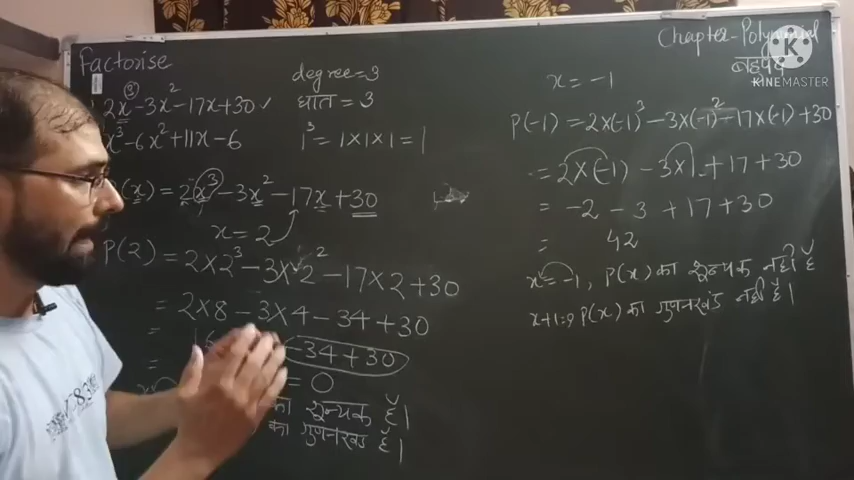 Factorise
2x³-3x²-17x+30 ✓
x³-6x²+11x-6
(x)=2x³-3x²-17x+30
x=2
P(2)=2×2³-3×2²-17×2+30
=2×8-3×4-34+30
=
-34+30
=
=0
का शून्यक है।
का गुणनखंड है।
degree=3
घात=3
1³=1×1×1=1
Chapter-Polynomial
बहुपद
KINEMASTER
x=-1
P(-1)=2×(-1)³-3×(-1)²-17×(-1)+30
=2×(-1)-3×1+17+30
=-2-3+17+30
= 42
x=-1, P(x) का शून्यक नहीं है
x+1=0 P(x) का गुणनखंड नहीं है।